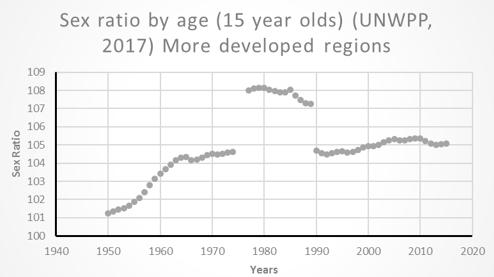 Sex ratio by age (15 year olds) (UNWPP,
2017) More developed regions
109
108
107
106
105
104
103
102
101
100
Sex Ratio
1940 1950 1960 1970 1980 1990 2000 2010 2020
Years